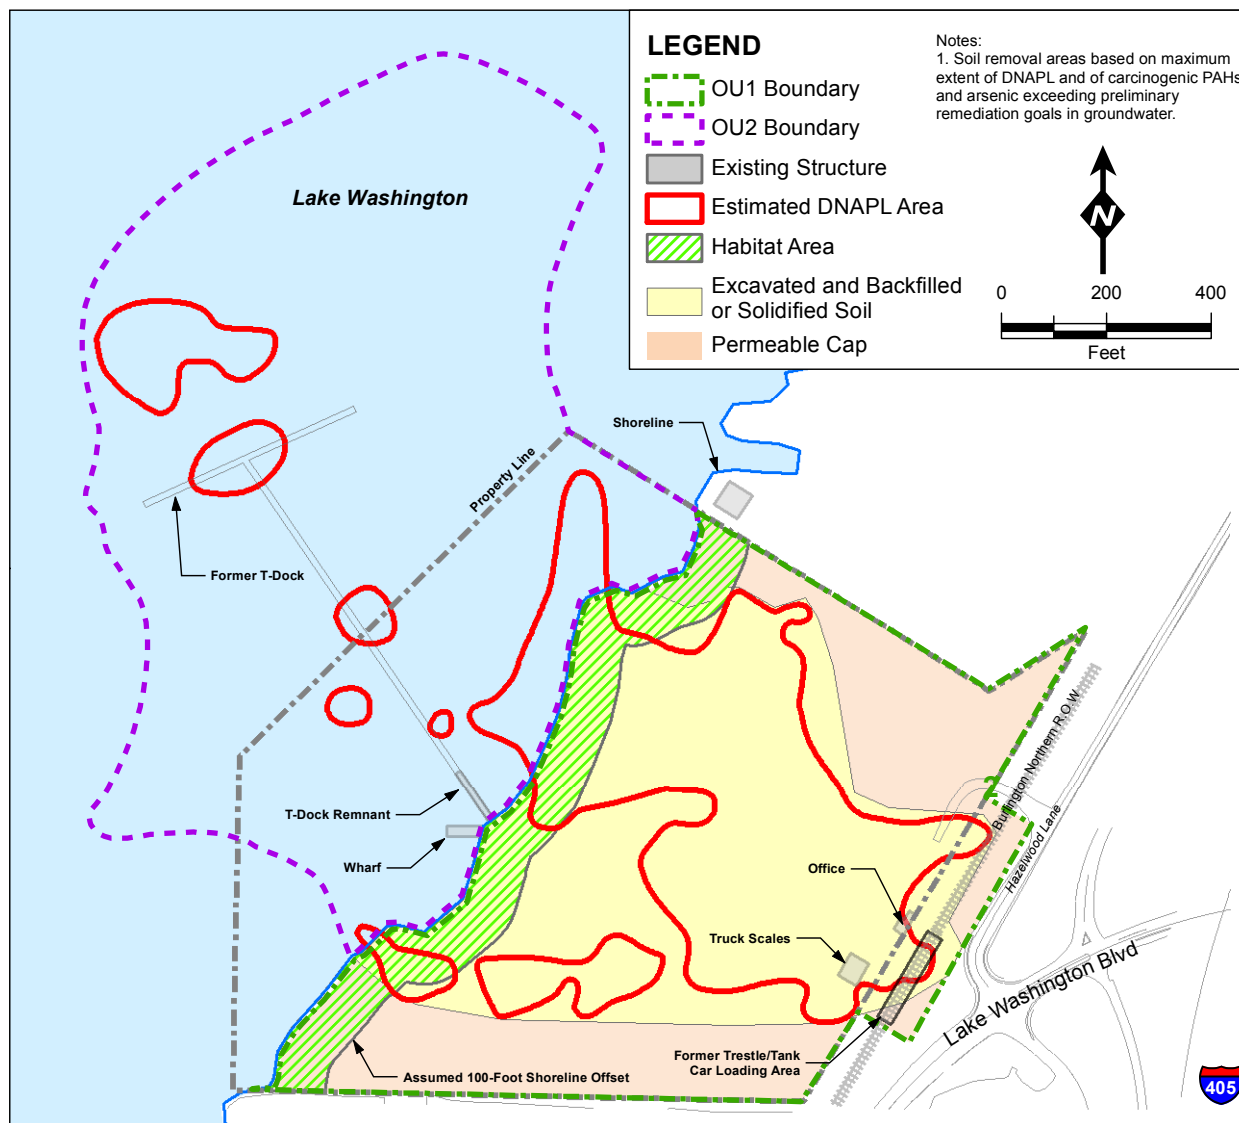 LEGEND
OU1 Boundary
OU2 Boundary
Existing Structure
Estimated DNAPL Area
Habitat Area
Excavated and Backfilled
or Solidified Soil
Permeable Cap
Notes:
1. Soil removal areas based on maximum
extent of DNAPL and of carcinogenic PAHs
and arsenic exceeding preliminary
remediation goals in groundwater.
N
0 200 400
Feet
Lake Washington
Shoreline
Property Line
Former T-Dock
T-Dock Remnant
Wharf
Office
Truck Scales
Burlington Northern R.O.W
Hazelwood Lane
Lake Washington Blvd
Former Trestle/Tank
Car Loading Area
Assumed 100-Foot Shoreline Offset
405